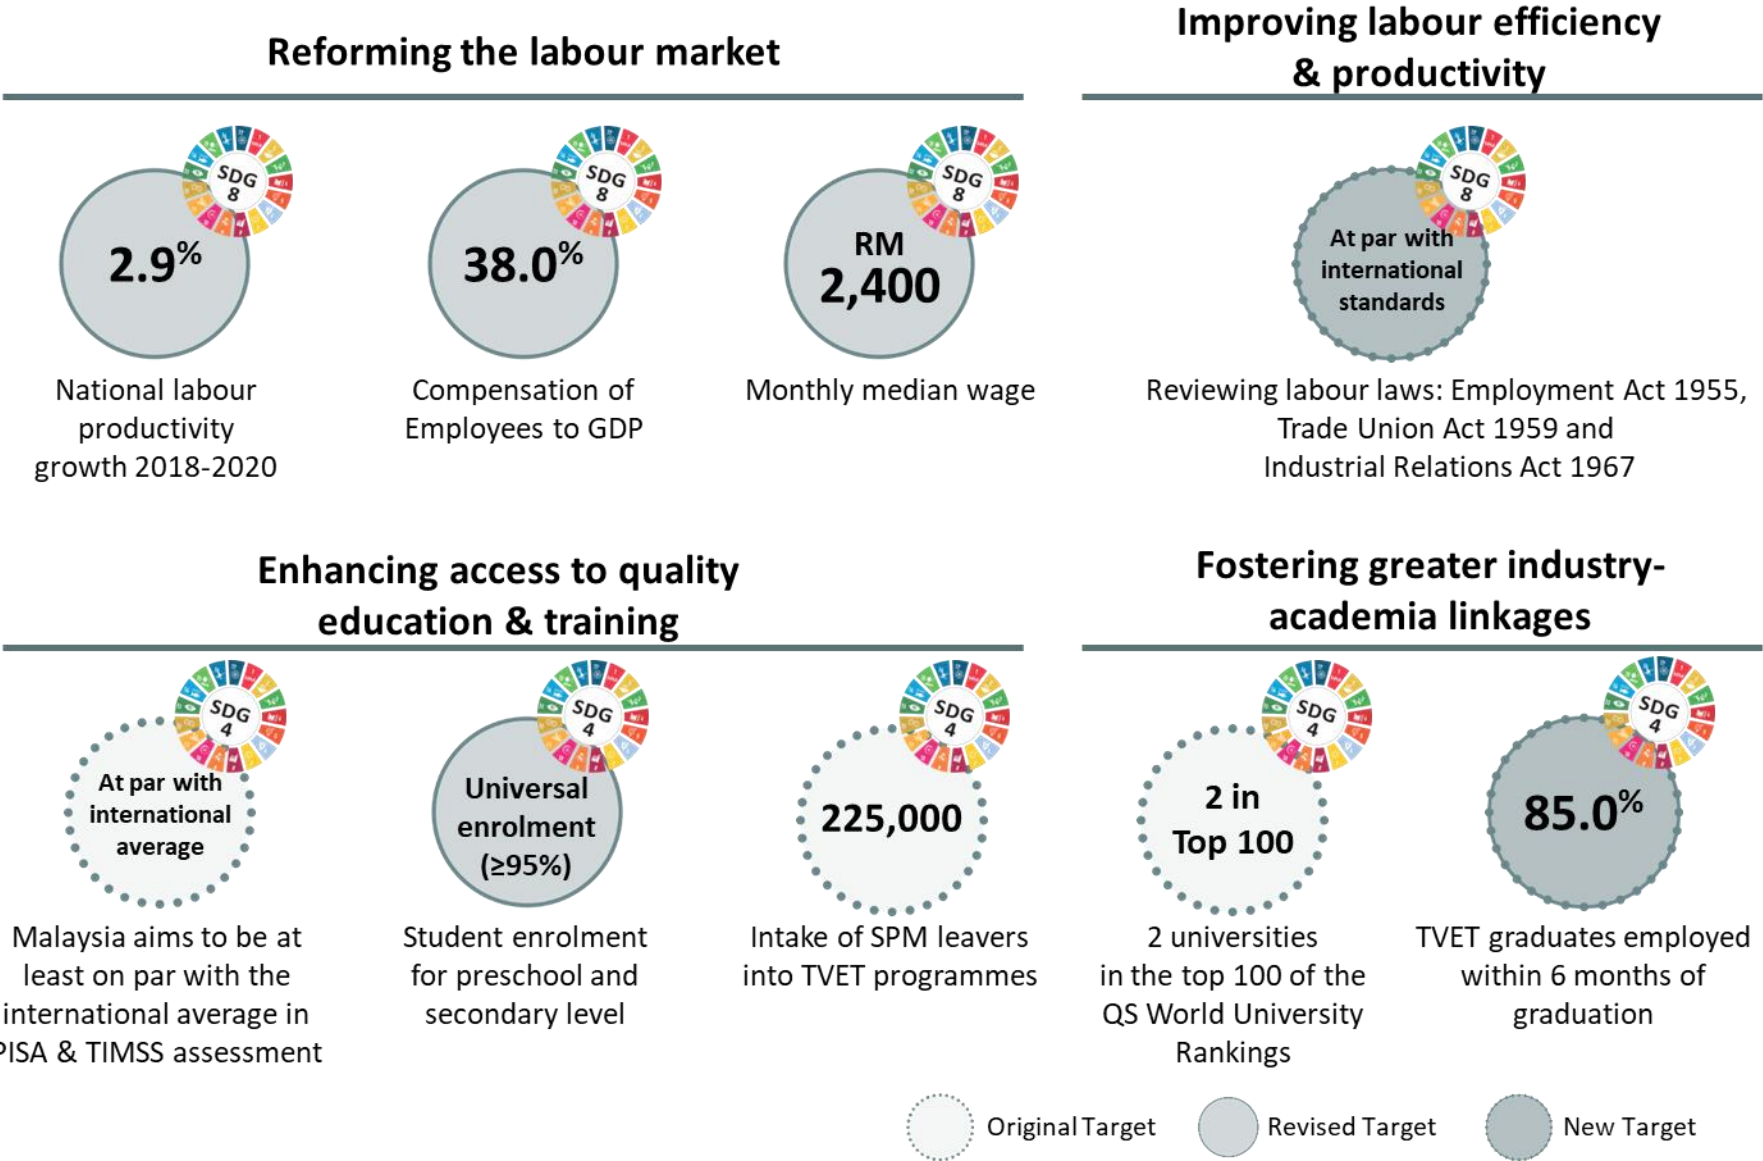 Reforming the labour market
SDG
8
2.9%
National labour
productivity
growth 2018-2020
SDG
8
38.0%
Compensation of
Employees to GDP
SDG
8
RM
2,400
Monthly median wage
Improving labour efficiency
& productivity
SDG
8
At par with
international
standards
Reviewing labour laws: Employment Act 1955,
Trade Union Act 1959 and
Industrial Relations Act 1967
Enhancing access to quality
education & training
SDG
4
At par with
international
average
Malaysia aims to be at
least on par with the
international average in
PISA & TIMSS assessment
SDG
4
Universal
enrolment
(≥95%)
Student enrolment
for preschool and
secondary level
SDG
4
225,000
Intake of SPM leavers
into TVET programmes
Fostering greater industry-
academia linkages
SDG
4
2 in
Top 100
2 universities
in the top 100 of the
QS World University
Rankings
SDG
4
85.0%
TVET graduates employed
within 6 months of
graduation
Original Target
Revised Target
New Target